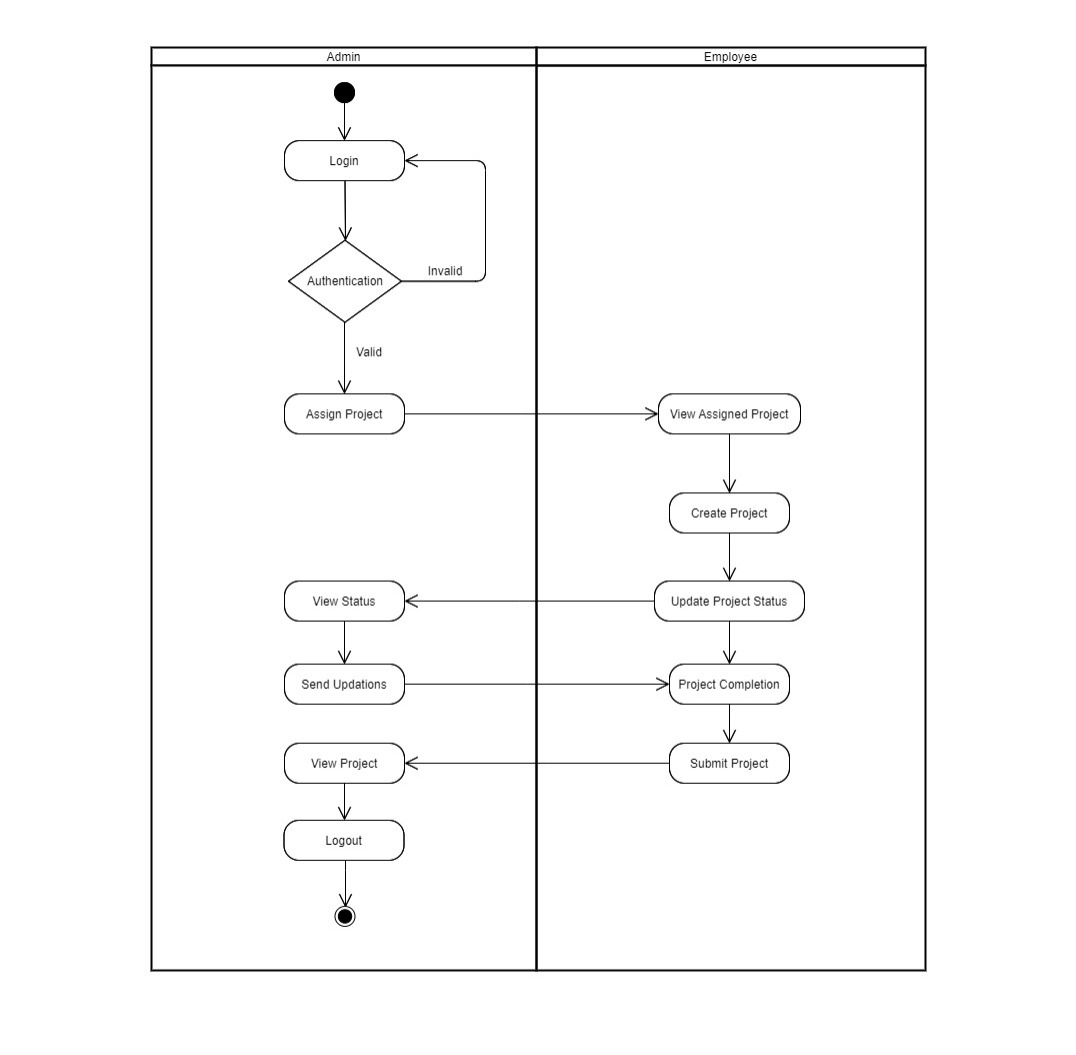 Admin
Employee
Login
Authentication
Invalid
Valid
Assign Project
View Assigned Project
Create Project
View Status
Update Project Status
Send Updations
Project Completion
View Project
Submit Project
Logout